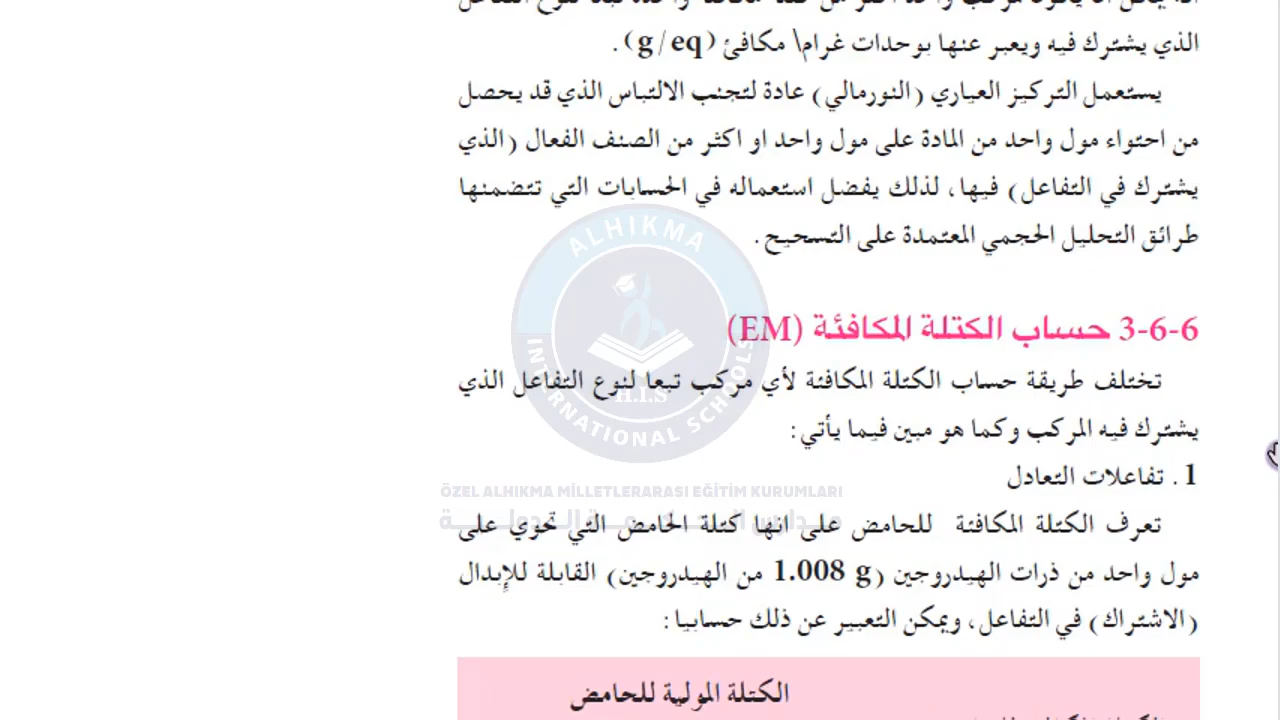 الذي يشترك فيه ويعبر عنها بوحدات غرام\ مكافئ (g/eq).
يستعمل التركيز العياري (النورمالي) عادة لتجنب الالتباس الذي قد يحصل
من احتواء مول واحد من المادة على مول واحد او اكثر من الصنف الفعال (الذي
يشترك في التفاعل) فيها، لذلك يفضل استعماله في الحسابات التي تتضمنها
طرائق التحليل الحجمي المعتمدة على التسحيح.
ALHIKMA
INTERNATIONAL SCHOOLS
H.I.S
3-6-6 حساب الكتلة المكافئة (EM)
تختلف طريقة حساب الكتلة المكافئة لأي مركب تبعا لنوع التفاعل الذي
يشترك فيه المركب وكما هو مبين فيما يأتي:
1. تفاعلات التعادل
ÖZEL ALHIKMA MİLLETLERARASI EĞİTİM KURUMLARI
تعرف الكتلة المكافئة للحامض على انها كتلة الحامض التي تحوي على
مول واحد من ذرات الهيدروجين (1.008 g من الهيدروجين) القابلة للإبدال
(الاشتراك) في التفاعل، ويمكن التعبير عن ذلك حسابيا:
الكتلة المولية للحامض